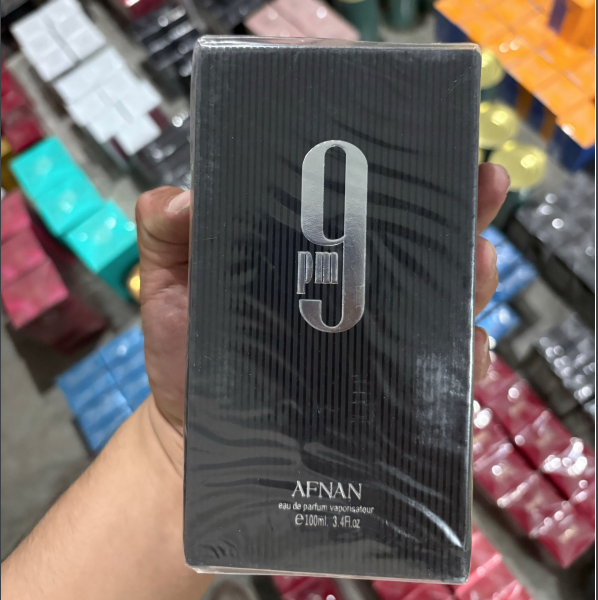 9
pm
AFNAN
eau de parfum vaporisateur
℮100ml. 3.4Fl.oz